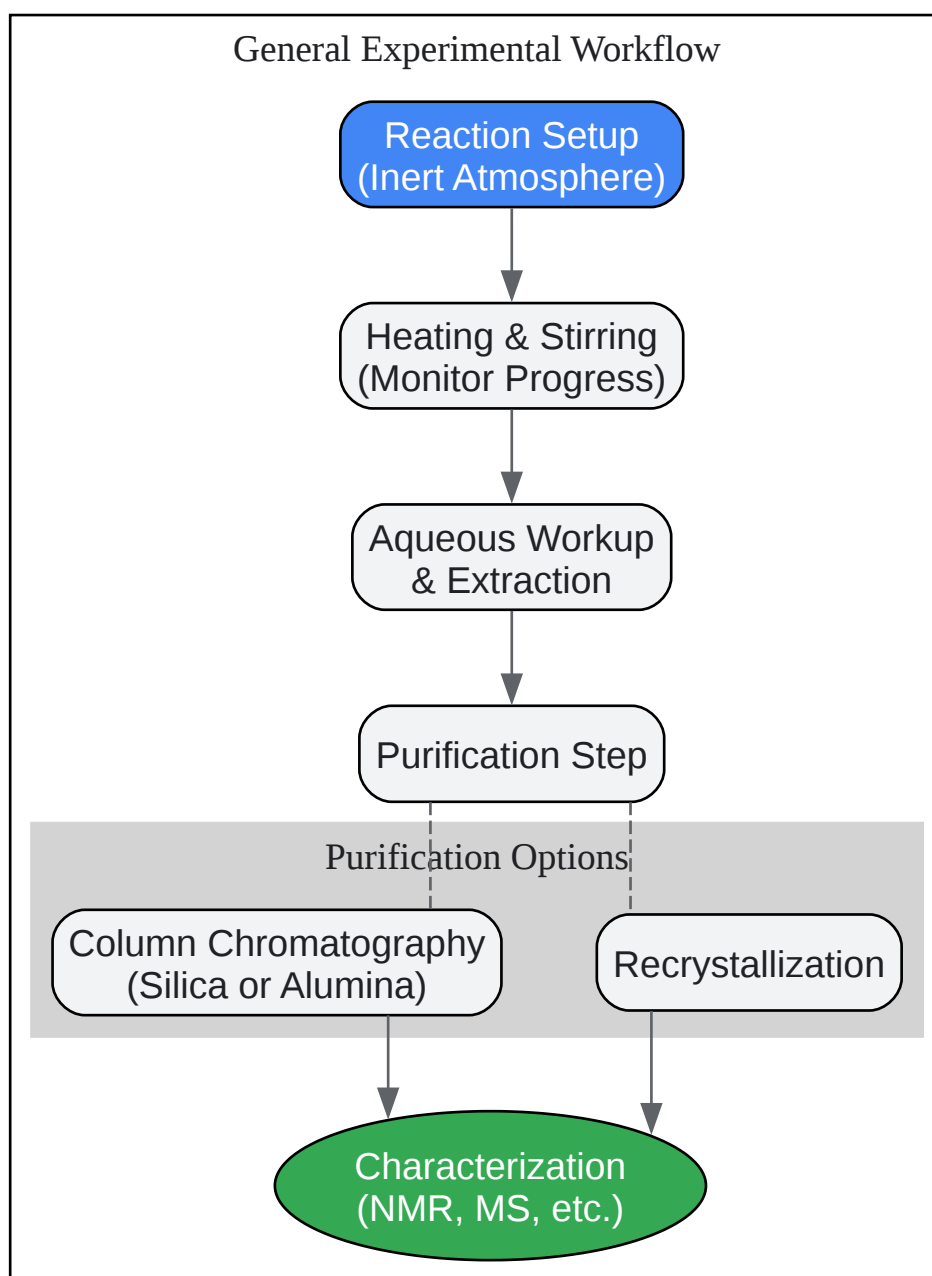 General Experimental Workflow
Reaction Setup
(Inert Atmosphere)
Heating & Stirring
(Monitor Progress)
Aqueous Workup
& Extraction
Purification Step
Purification Options
Column Chromatography
(Silica or Alumina)
Recrystallization
Characterization
(NMR, MS, etc.)